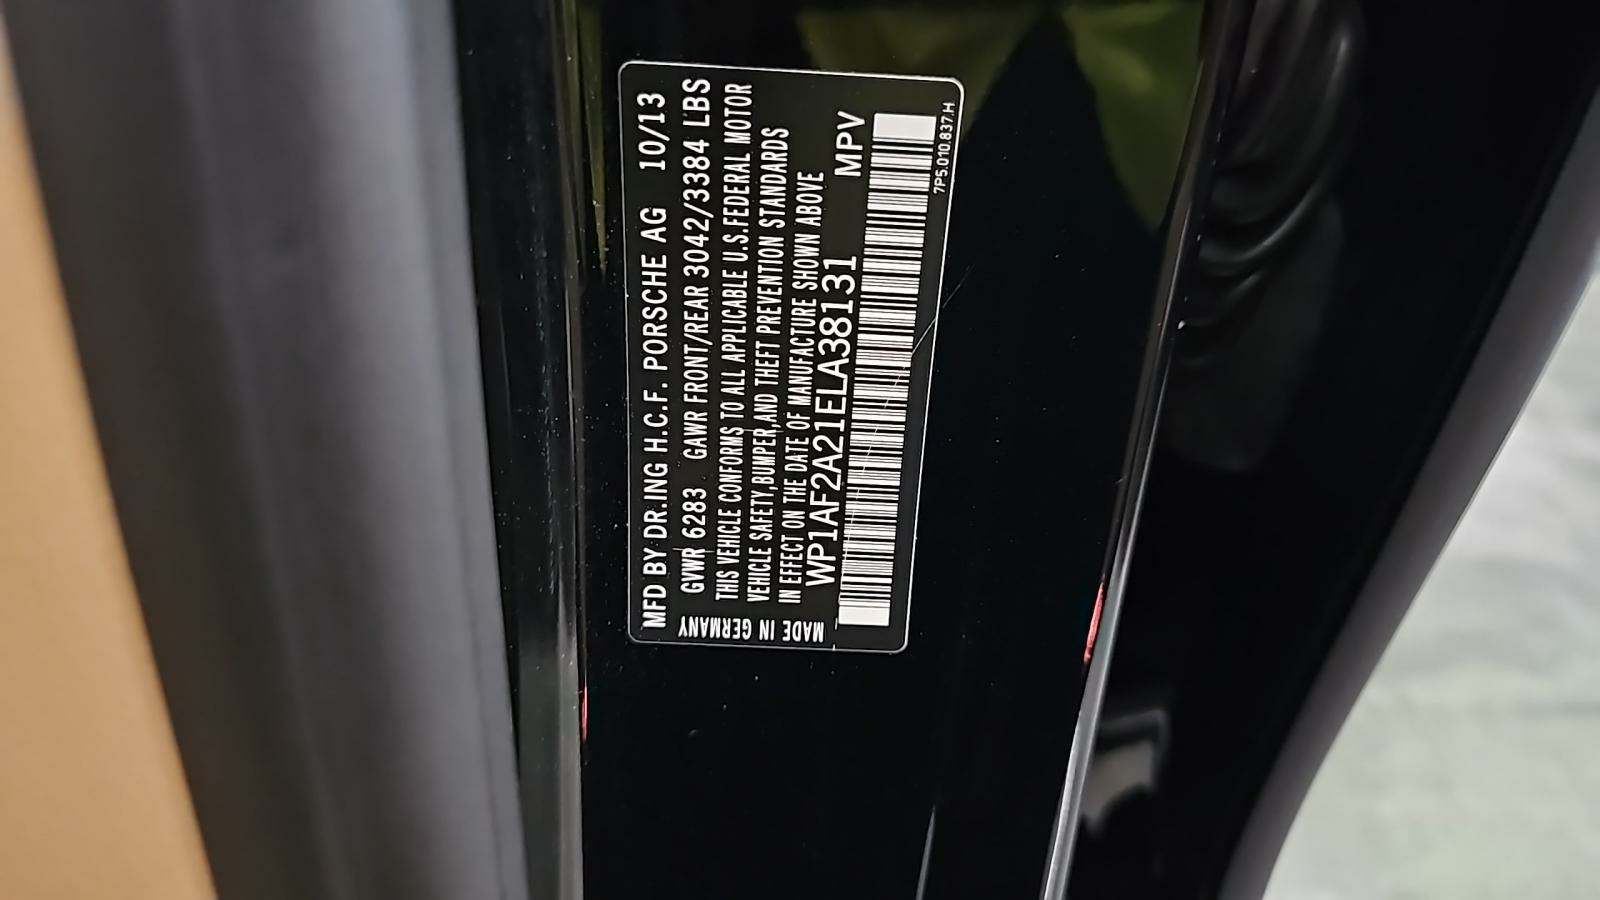 MFD BY DR.ING H.C.F. PORSCHE AG 10/13
GVWR 6283 GAWR FRONT/REAR 3042/3384 LBS
THIS VEHICLE CONFORMS TO ALL APPLICABLE U.S.FEDERAL MOTOR
VEHICLE SAFETY,BUMPER,AND THEFT PREVENTION STANDARDS
IN EFFECT ON THE DATE OF MANUFACTURE SHOWN ABOVE
WP1AF2A21ELA38131 MPV
7P5.010.837.H
MADE IN GERMANY